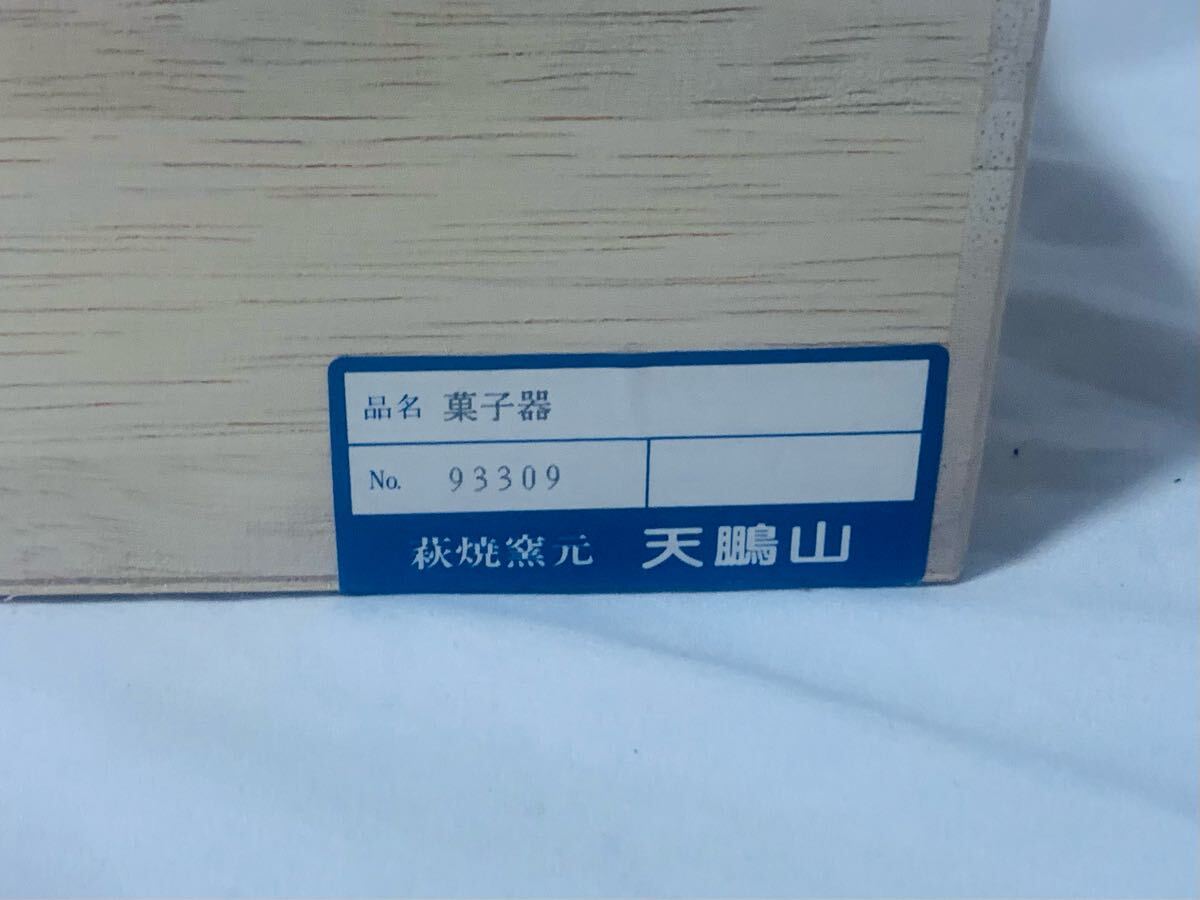 品名 菓子器
No. 93309
萩焼窯元 天鵬山